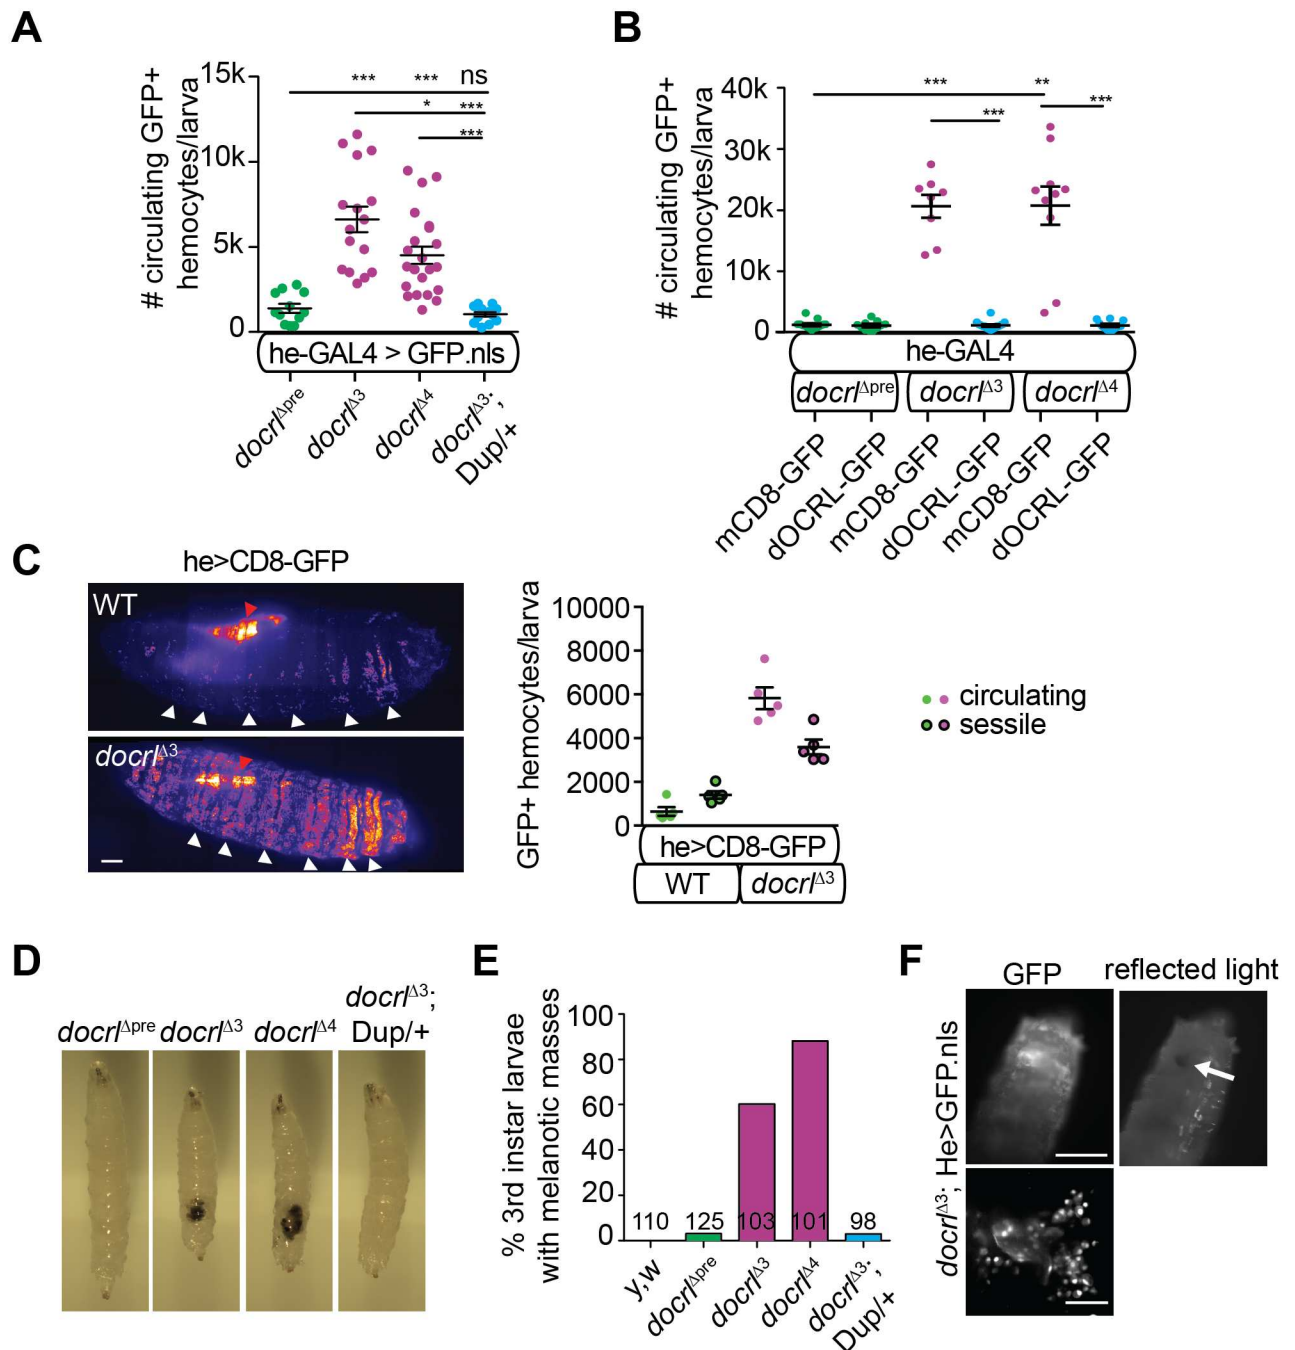 A
# circulating GFP+
hemocytes/larva
15k
10k
5k
0
*** *** ns
* ***
***
he-GAL4 > GFP.nls
docrlΔpre
docrlΔ3
docrlΔ4
docrlΔ3;
Dup/+
B
# circulating GFP+
hemocytes/larva
40k
30k
20k
10k
0
*** **
*** ***
he-GAL4
docrlΔpre docrlΔ3 docrlΔ4
mCD8-GFP
dOCRL-GFP
mCD8-GFP
dOCRL-GFP
mCD8-GFP
dOCRL-GFP
C
he>CD8-GFP
WT
docrlΔ3
GFP+ hemocytes/larva
10000
8000
6000
4000
2000
0
he>CD8-GFP
WT docrlΔ3
circulating
sessile
D
docrlΔpre docrlΔ3 docrlΔ4 docrlΔ3;
Dup/+
E
% 3rd instar larvae
with melanotic masses
100
80
60
40
20
0
110 125 103 101 98
y,w
docrlΔpre
docrlΔ3
docrlΔ4
docrlΔ3;
Dup/+
F
GFP reflected light
docrlΔ3; He>GFP.nls